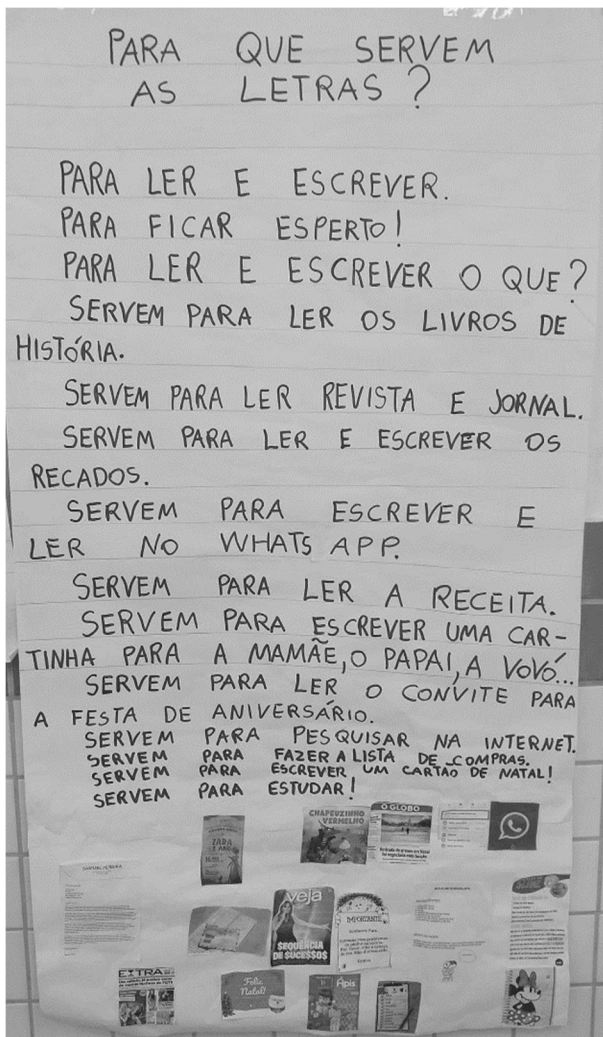 PARA QUE SERVEM
AS LETRAS?
PARA LER E ESCREVER.
PARA FICAR ESPERTO!
PARA LER E ESCREVER O QUE?
SERVEM PARA LER OS LIVROS DE
HISTÓRIA.
SERVEM PARA LER REVISTA E JORNAL.
SERVEM PARA LER E ESCREVER OS
RECADOS.
SERVEM PARA ESCREVER E
LER NO WHATS APP.
SERVEM PARA LER A RECEITA.
SERVEM PARA ESCREVER UMA CAR-
TINHA PARA A MAMÃE, O PAPAI, A VOVÓ...
SERVEM PARA LER O CONVITE PARA
A FESTA DE ANIVERSÁRIO.
SERVEM PARA PESQUISAR NA INTERNET.
SERVEM PARA FAZER A LISTA DE COMPRAS.
SERVEM PARA ESCREVER UM CARTÃO DE NATAL!
SERVEM PARA ESTUDAR!
CHAPEUZINHO
VERMELHO
O GLOBO
veja
SEQUÊNCIA
DE SUCESSOS
IMPORTANTE
EXTRA
Feliz
Natal!